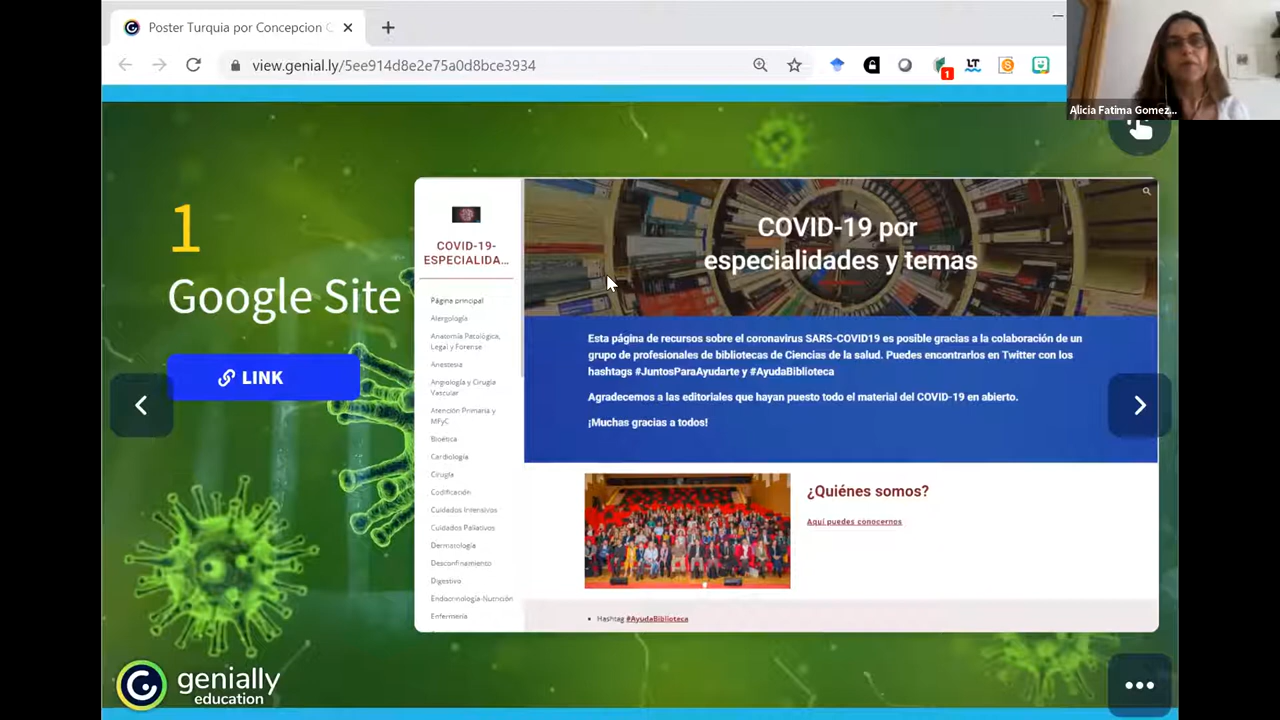 Poster Turquia por Concepcion C
view.genial.ly/5ee914d8e2e75a0d8bce3934
1
LT
Alicia Fatima Gomez...
1
Google Site
LINK
COVID-19-
ESPECIALIDA...
Página principal
Alergología
Anatomía Patológica,
Legal y Forense
Anestesia
Angiología y Cirugía
Vascular
Atención Primaria y
MFyC
Bioética
Cardiología
Cirugía
Codificación
Cuidados Intensivos
Cuidados Paliativos
Dermatología
Desconfinamiento
Digestivo
Endocrinología-Nutrición
Enfermería
COVID-19 por
especialidades y temas
Esta página de recursos sobre el coronavirus SARS-COVID19 es posible gracias a la colaboración de un
grupo de profesionales de bibliotecas de Ciencias de la salud. Puedes encontrarlos en Twitter con los
hashtags #JuntosParaAyudarte y #AyudaBiblioteca
Agradecemos a las editoriales que hayan puesto todo el material del COVID-19 en abierto.
¡Muchas gracias a todos!
¿Quiénes somos?
Aquí puedes conocernos
Hashtag #AyudaBiblioteca
genially
education